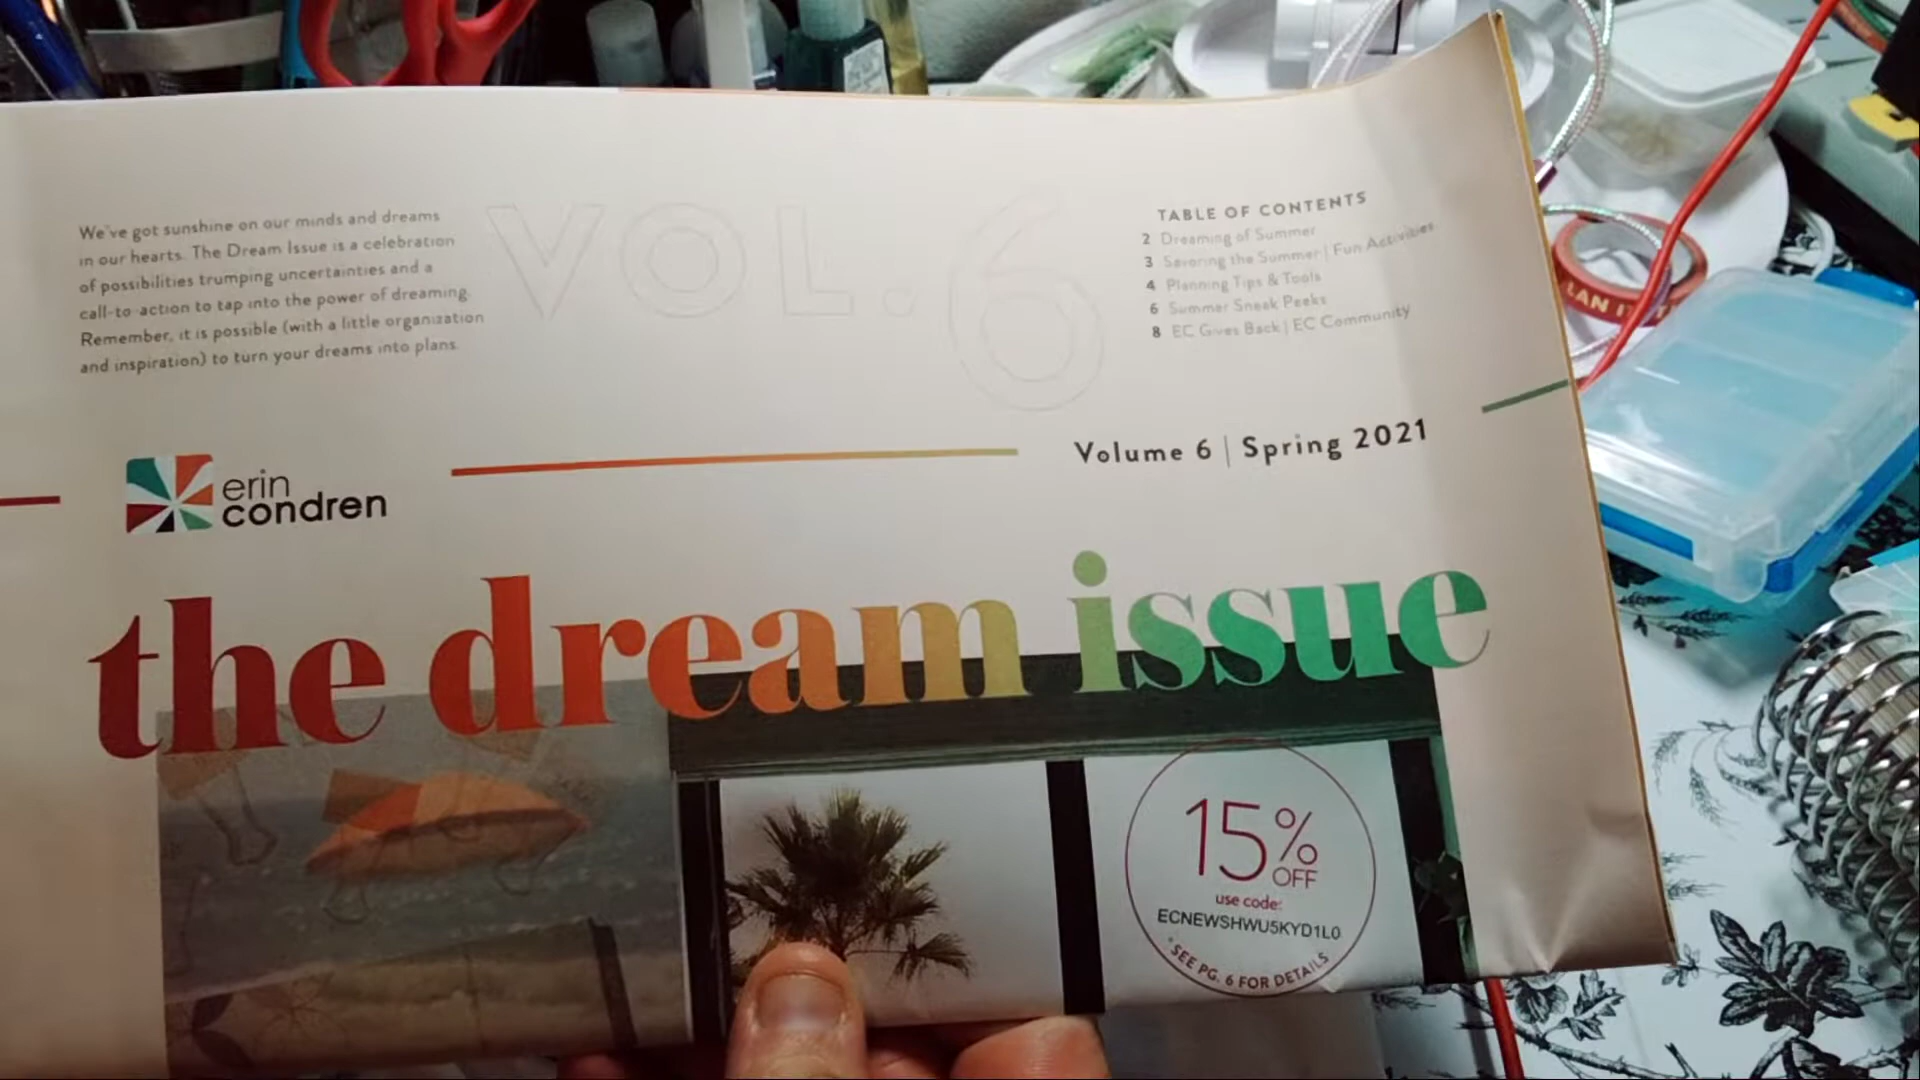 We've got sunshine on our minds and dreams
in our hearts. The Dream Issue is a celebration
of possibilities trumping uncertainties and a
call-to-action to tap into the power of dreaming.
Remember, it is possible (with a little organization
and inspiration) to turn your dreams into plans.
VOL. 6
TABLE OF CONTENTS
2 Dreaming of Summer
3 Savoring the Summer | Fun Activities
4 Planning Tips & Tools
6 Summer Sneak Peeks
8 EC Gives Back | EC Community
erin
condren
Volume 6 | Spring 2021
the dream issue
15%
OFF
use code:
ECNEWSHWU5KYD1L0
*SEE PG. 6 FOR DETAILS